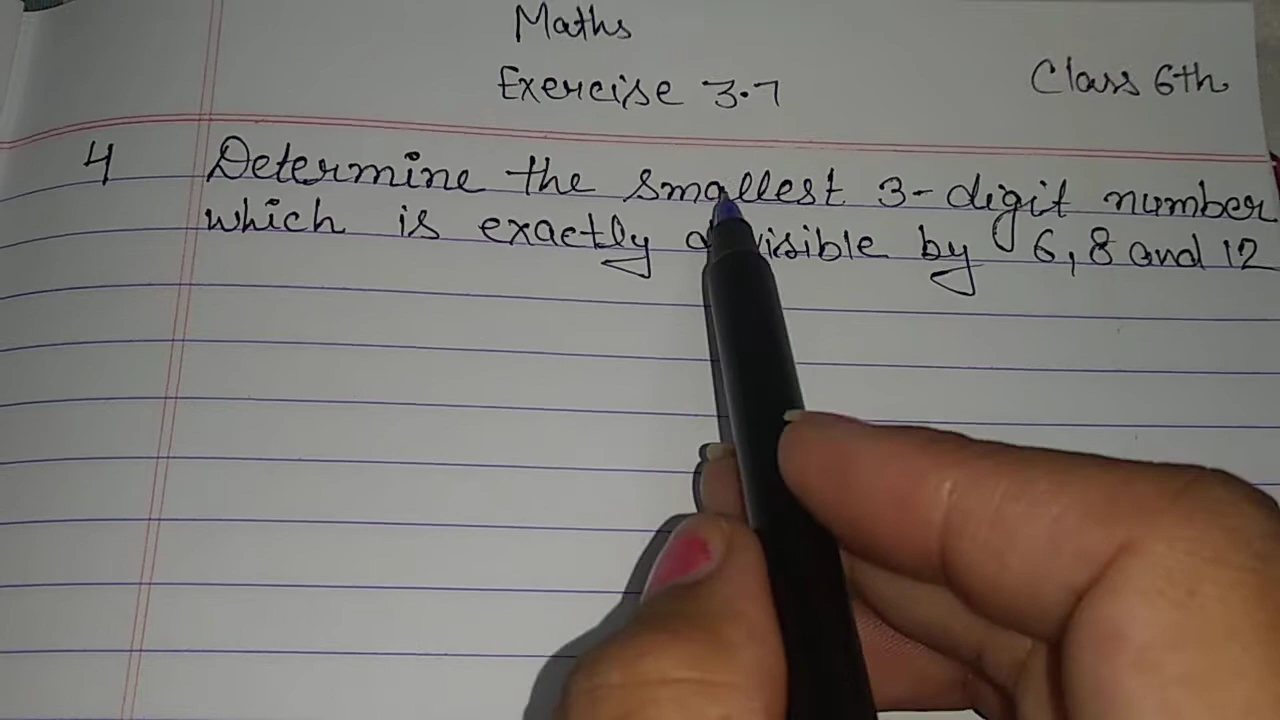 Maths
Exercise 3.7
Class 6th
4 Determine the smallest 3-digit number
which is exactly divisible by 6, 8 and 12